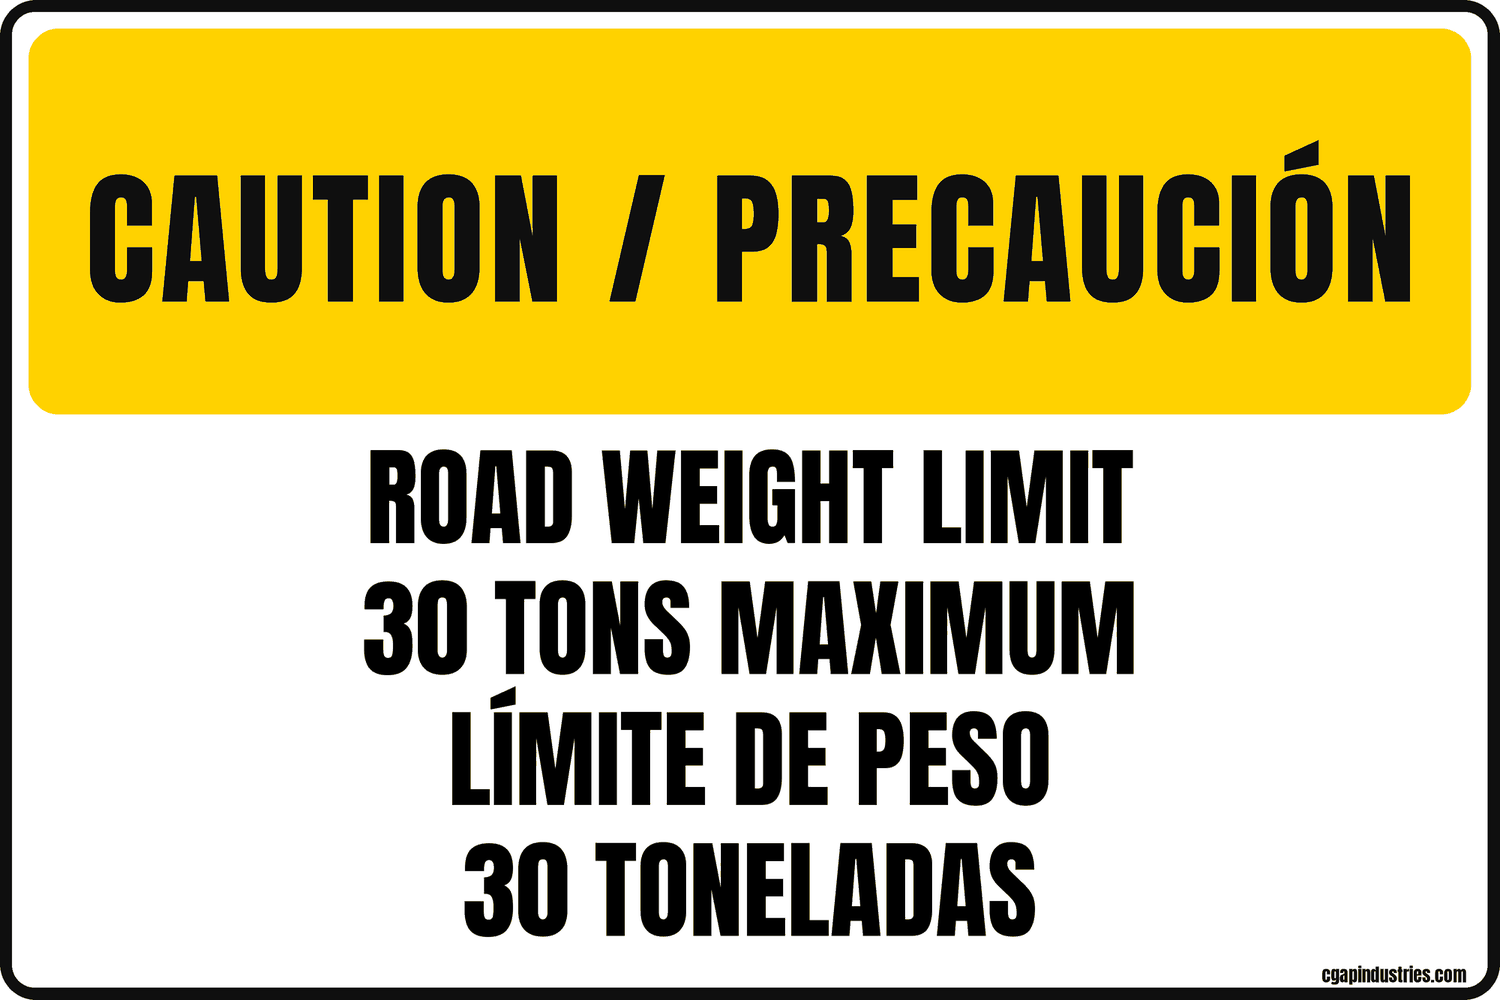 CAUTION / PRECAUCIÓN
ROAD WEIGHT LIMIT
30 TONS MAXIMUM
LÍMITE DE PESO
30 TONELADAS
cgapindustries.com